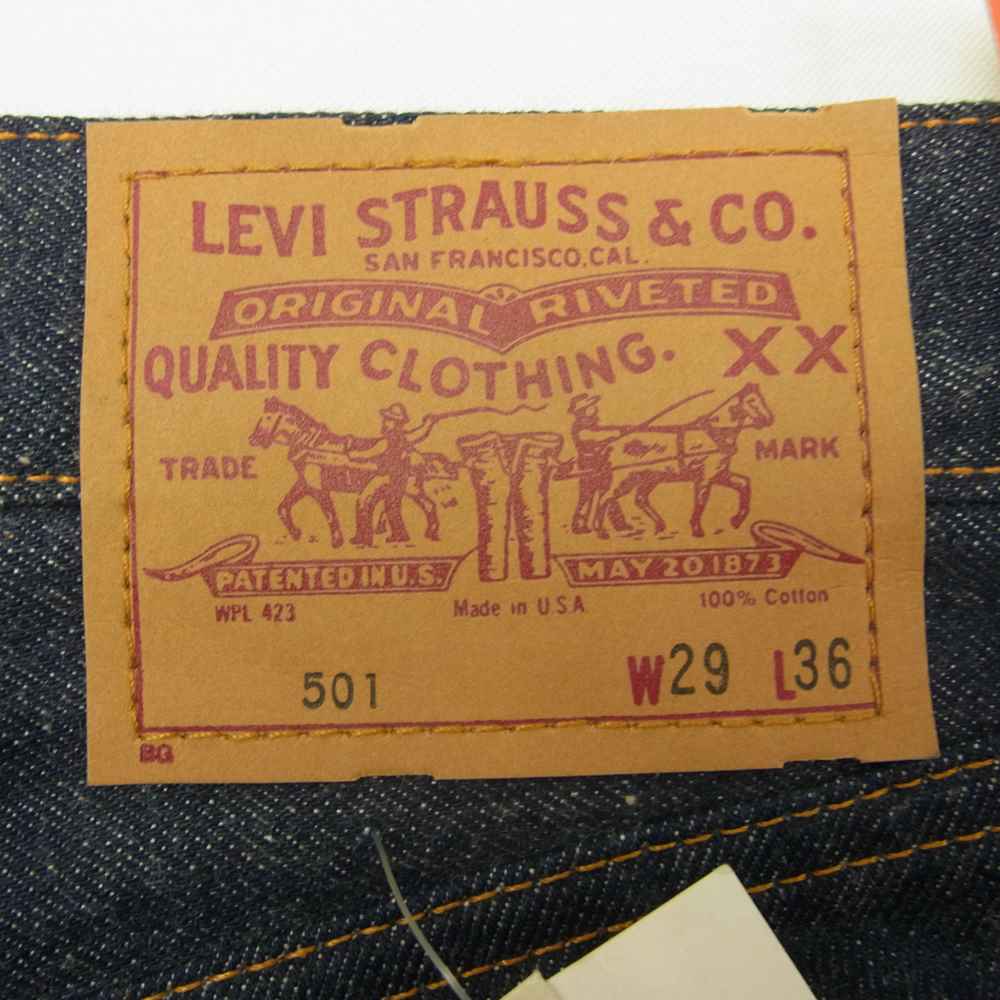 LEVI STRAUSS & CO.
SAN FRANCISCO, CAL.
ORIGINAL RIVETED
QUALITY CLOTHING. XX
TRADE MARK
PATENTED IN U.S. MAY 20 1873
WPL 423 Made in U.S.A 100% Cotton
501 W29 L36
BG